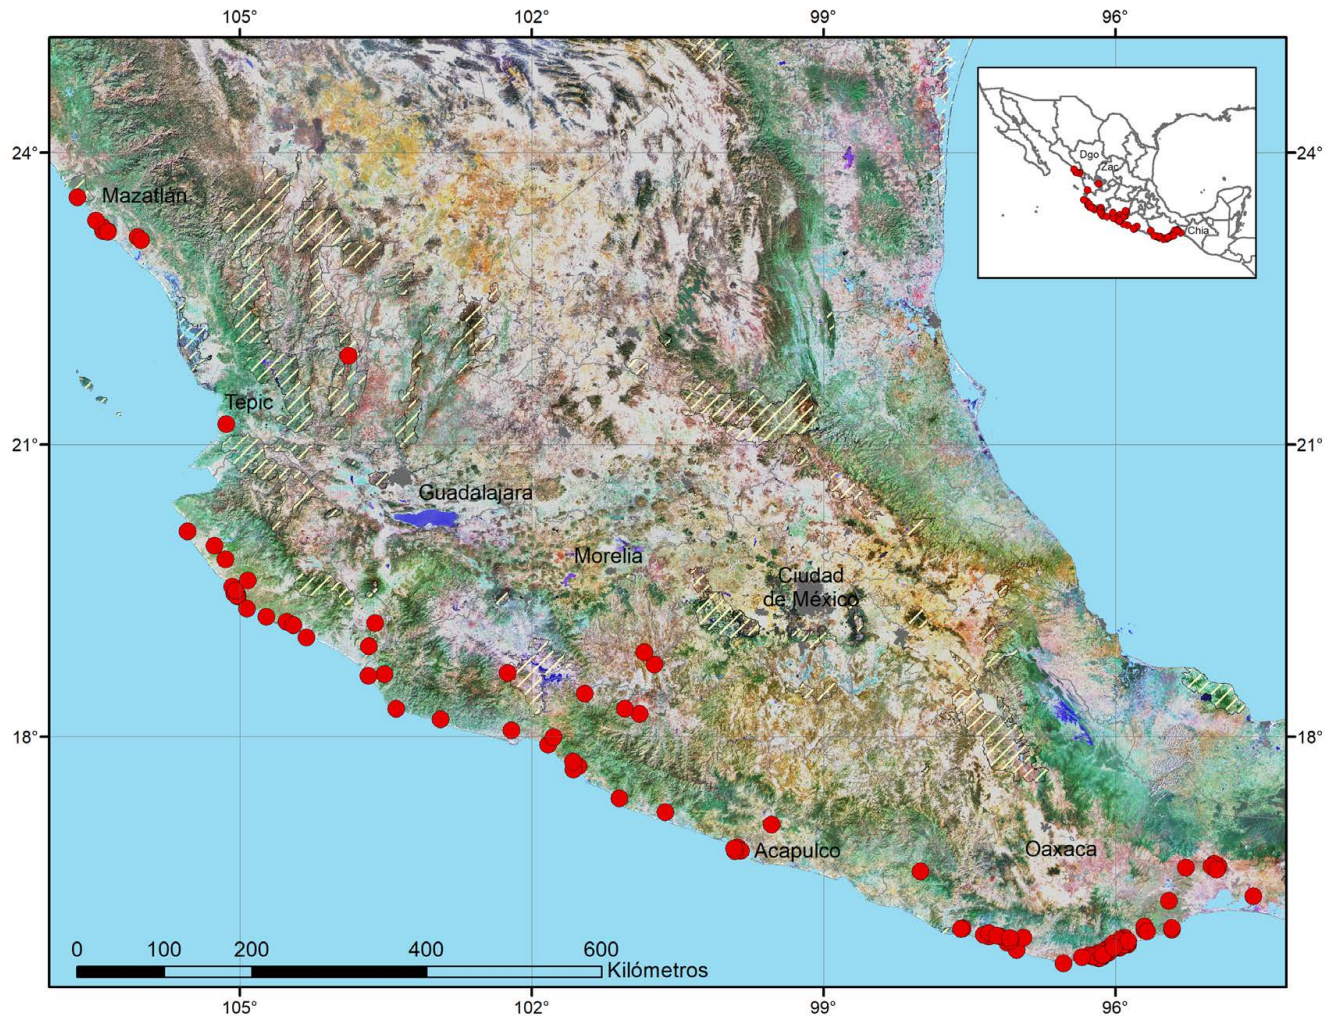 105°
102°
99°
96°
24°
24°
Mazatlán
Dgo
Zac
Chia
Tepic
21°
21°
Guadalajara
Morelia
Ciudad
de México
18°
18°
Acapulco
Oaxaca
0
100
200
400
600
Kilómetros
105°
102°
99°
96°